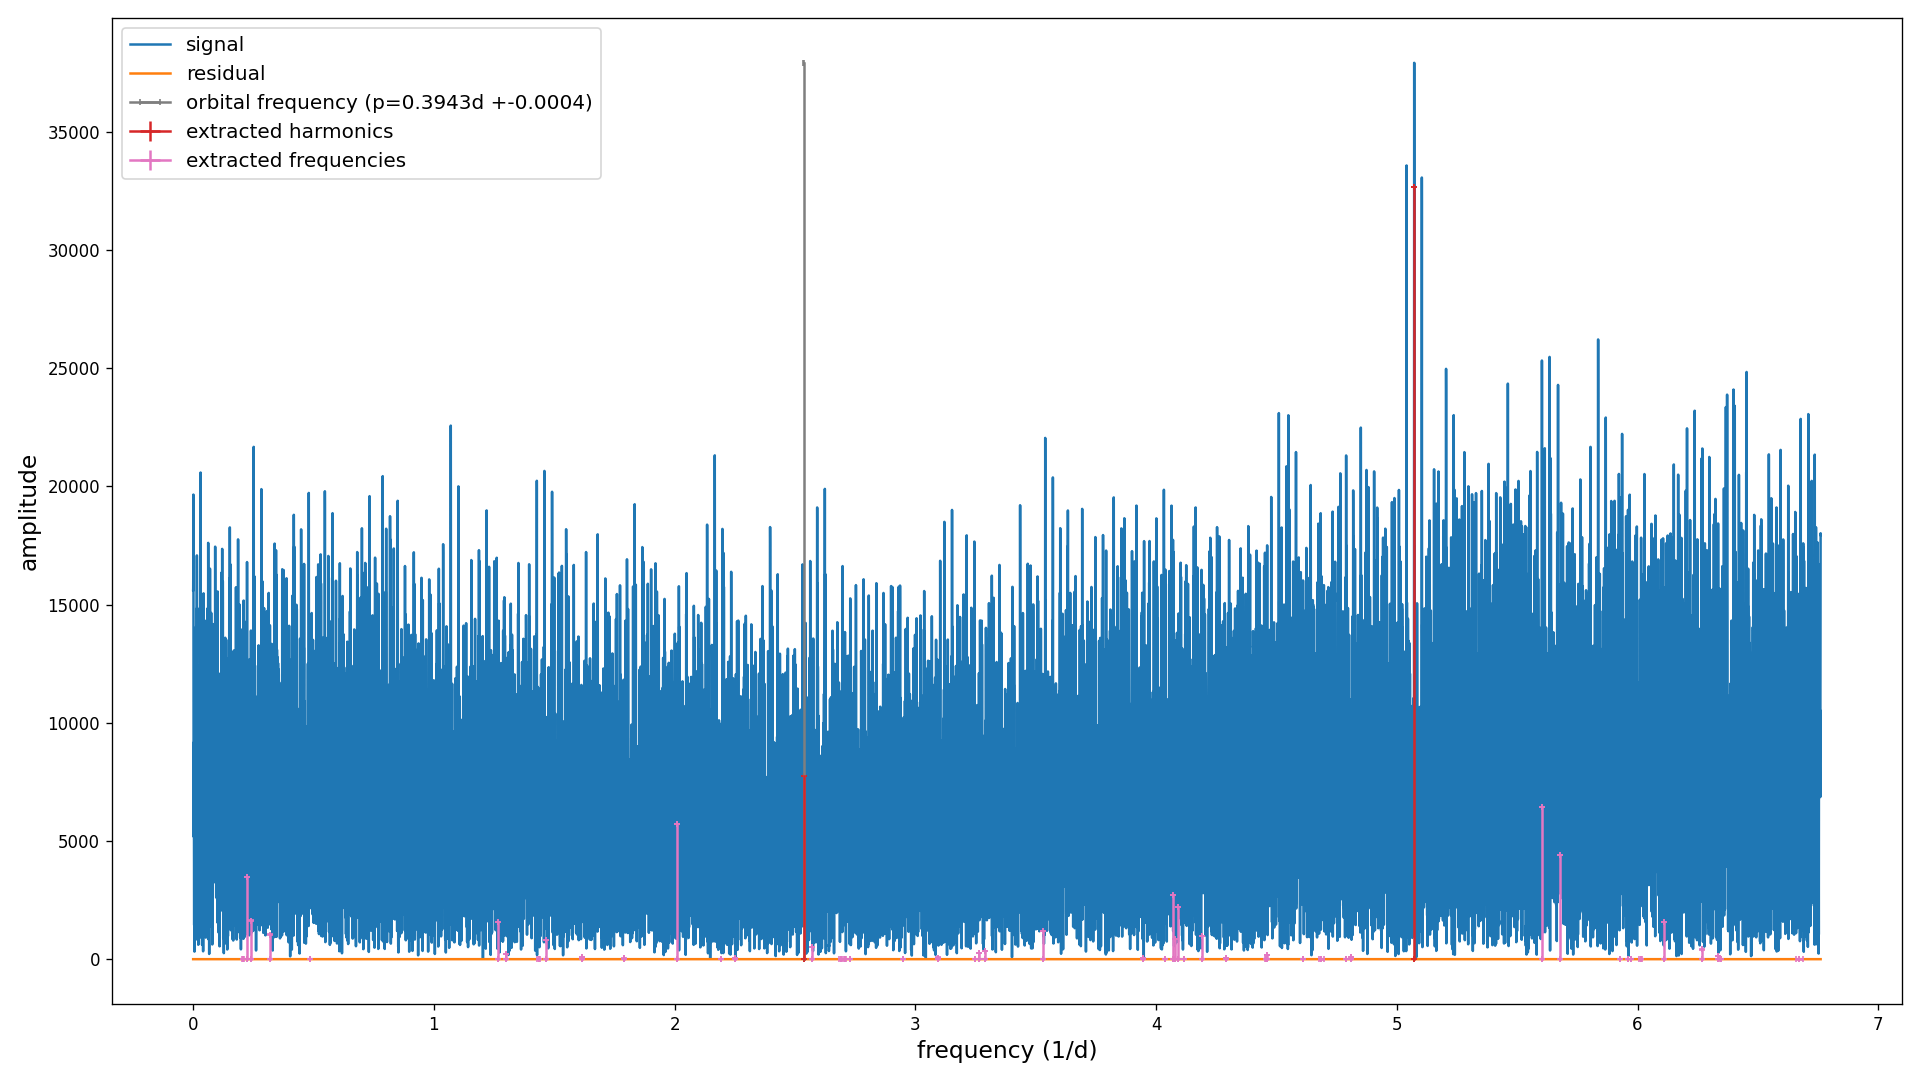 signal
residual
orbital frequency (p=0.3943d +-0.0004)
extracted harmonics
extracted frequencies
35000
30000
25000
20000
15000
10000
5000
0
amplitude
0 1 2 3 4 5 6 7
frequency (1/d)